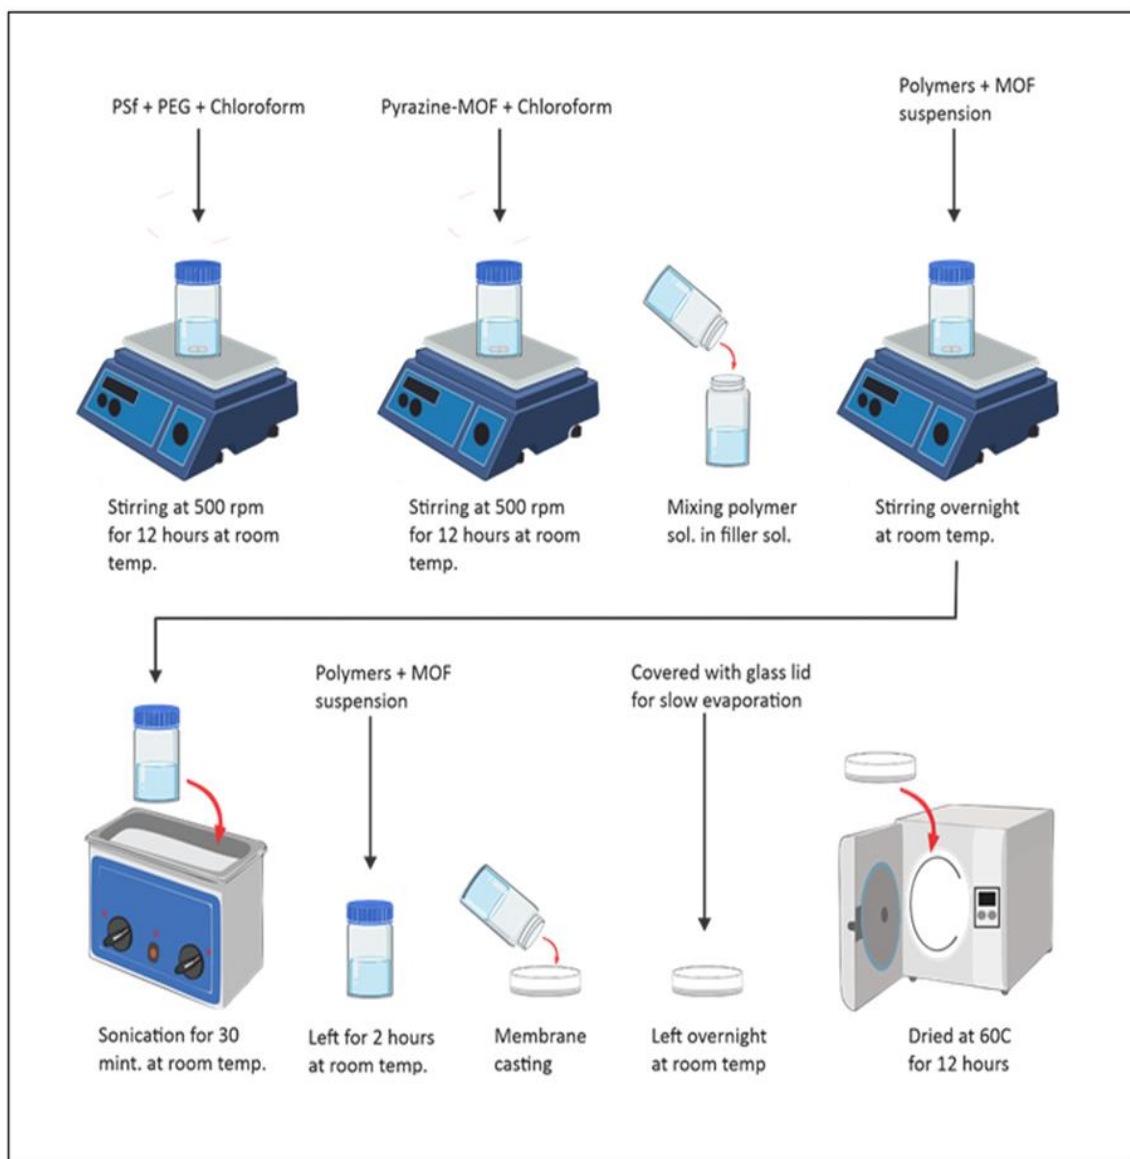 PSf + PEG + Chloroform
Pyrazine-MOF + Chloroform
Polymers + MOF
suspension
Stirring at 500 rpm
for 12 hours at room
temp.
Stirring at 500 rpm
for 12 hours at room
temp.
Mixing polymer
sol. in filler sol.
Stirring overnight
at room temp.
Polymers + MOF
suspension
Covered with glass lid
for slow evaporation
Sonication for 30
mint. at room temp.
Left for 2 hours
at room temp.
Membrane
casting
Left overnight
at room temp
Dried at 60C
for 12 hours